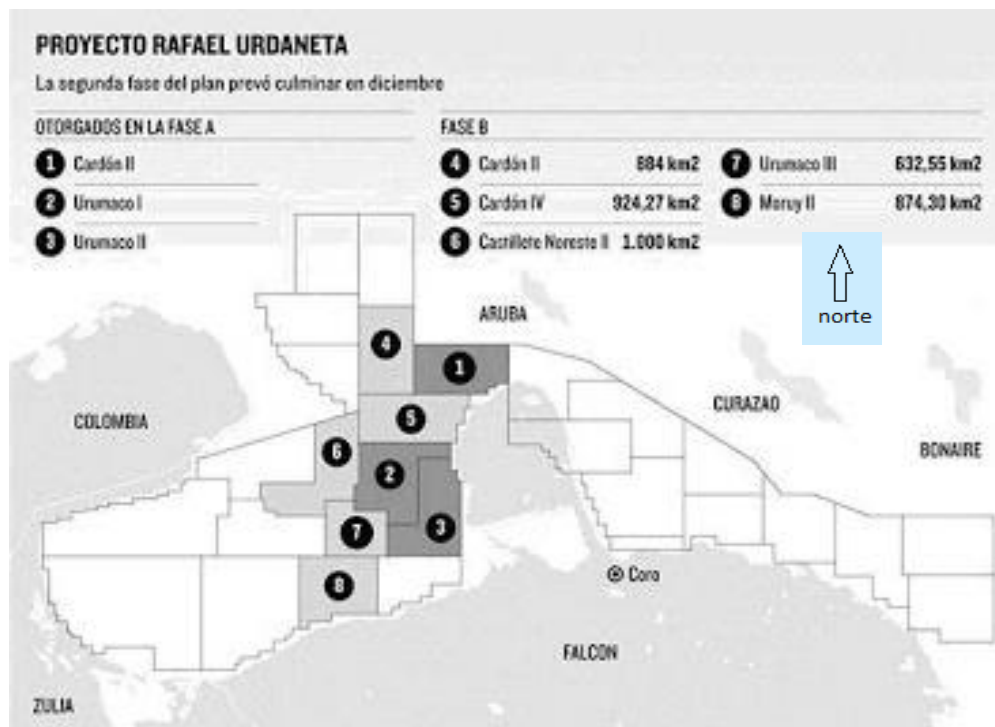 PROYECTO RAFAEL URDANETA
La segunda fase del plan prevé culminar en diciembre
OTORGADOS EN LA FASE A
1 Cardón II
2 Urumaco I
3 Urumaco II
FASE B
4 Cardón II 884 km2
5 Cardón IV 924,27 km2
6 Castillete Noreste II 1.000 km2
7 Urumaco III 632,55 km2
8 Moruy II 874,30 km2
norte
ARUBA
4
1
COLOMBIA
5
CURAZAO
6
BONAIRE
2
7
3
8
Coro
FALCON
ZULIA